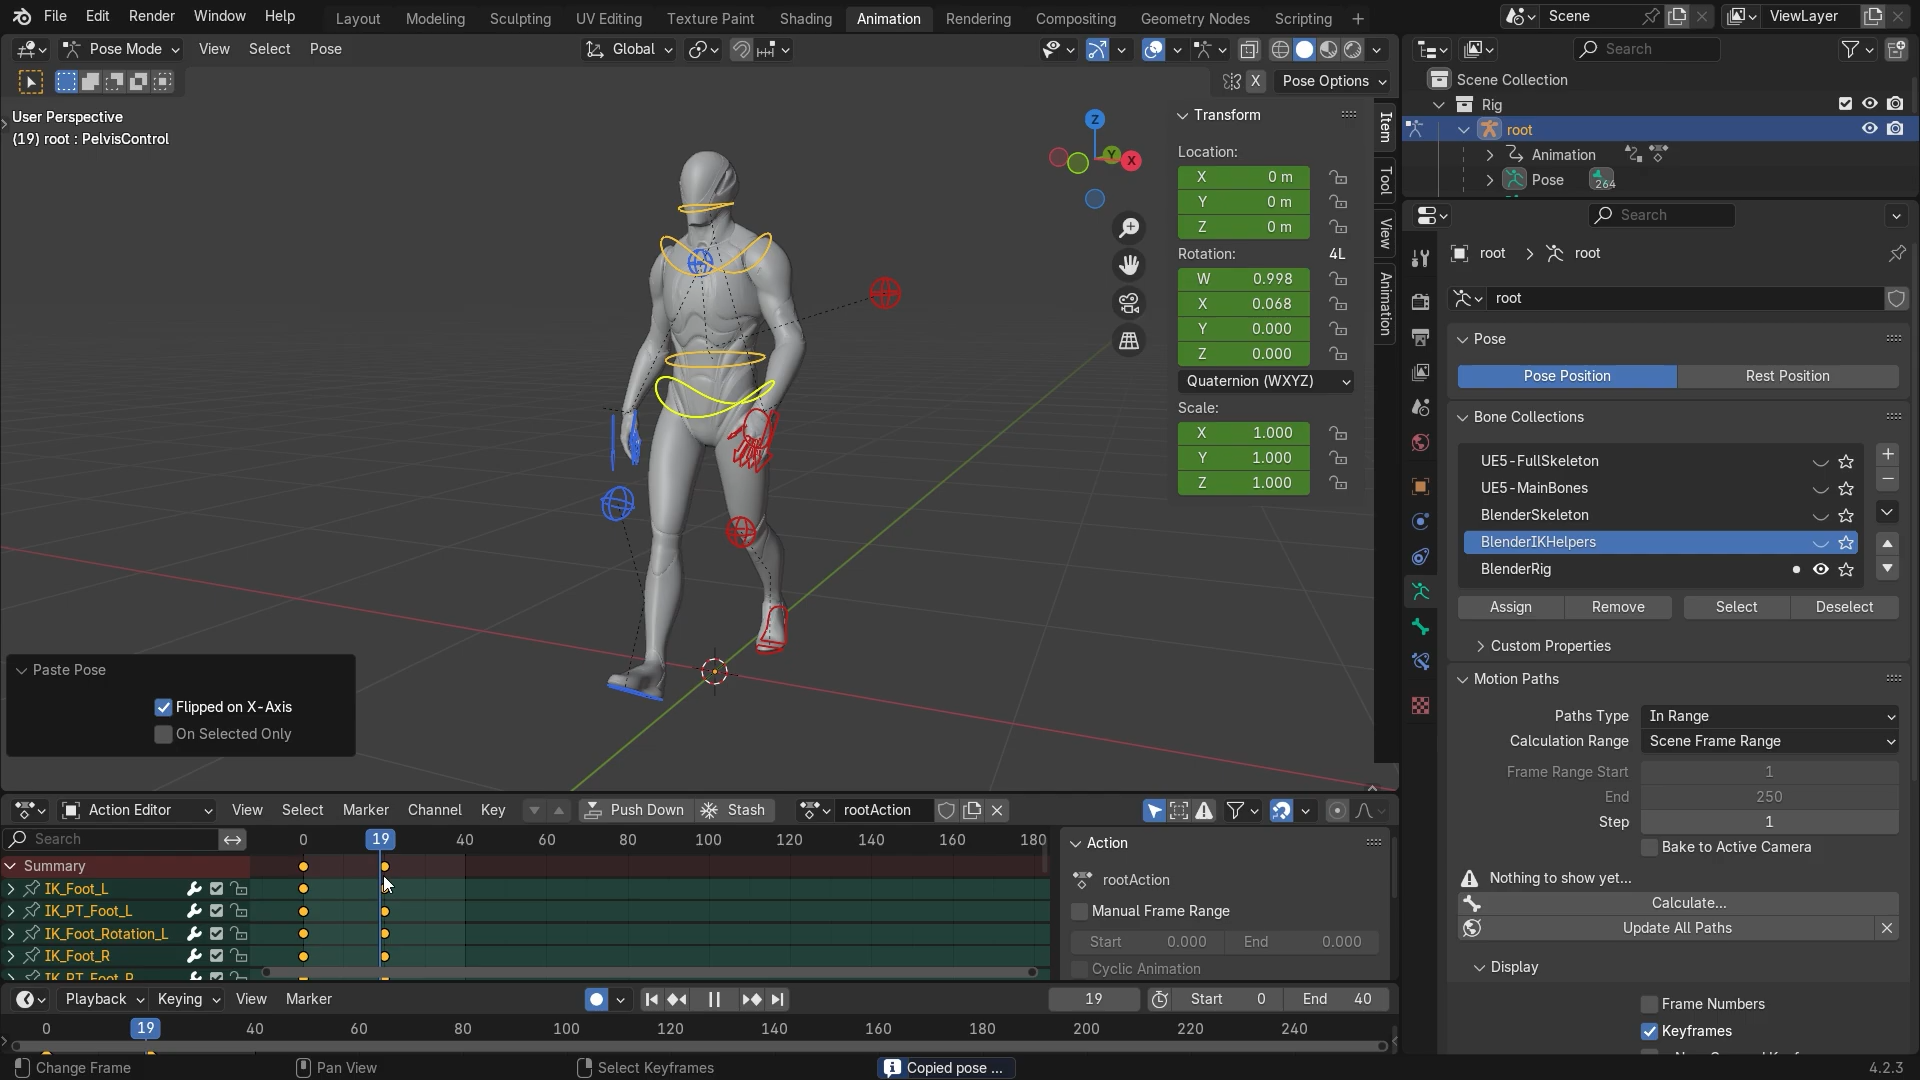 File Edit Render Window Help
Layout Modeling Sculpting UV Editing Texture Paint Shading Animation Rendering Compositing Geometry Nodes Scripting
Scene
ViewLayer
Pose Mode View Select Pose
Global
Search
X Pose Options
Scene Collection
Rig
root
Animation
Pose 264
User Perspective
(19) root : PelvisControl
Z
Y
X
Transform
Location:
X 0 m
Y 0 m
Z 0 m
Rotation: 4L
W 0.998
X 0.068
Y 0.000
Z 0.000
Quaternion (WXYZ)
Scale:
X 1.000
Y 1.000
Z 1.000
Item
Tool
View
Animation
Search
root root
root
Pose
Pose Position Rest Position
Bone Collections
UE5-FullSkeleton
UE5-MainBones
BlenderSkeleton
BlenderIKHelpers
BlenderRig
Assign Remove Select Deselect
Custom Properties
Motion Paths
Paths Type In Range
Calculation Range Scene Frame Range
Frame Range Start 1
End 250
Step 1
Bake to Active Camera
Nothing to show yet...
Calculate...
Update All Paths
Display
Frame Numbers
Keyframes
Paste Pose
Flipped on X-Axis
On Selected Only
Action Editor View Select Marker Channel Key Push Down Stash rootAction
Search
0 19 40 60 80 100 120 140 160 180
Summary
IK_Foot_L
IK_PT_Foot_L
IK_Foot_Rotation_L
IK_Foot_R
IK_PT_Foot_R
Action
rootAction
Manual Frame Range
Start 0.000 End 0.000
Cyclic Animation
Playback Keying View Marker
19 Start 0 End 40
0 19 40 60 80 100 120 140 160 180 200 220 240
Change Frame Pan View Select Keyframes Copied pose ... 4.2.3